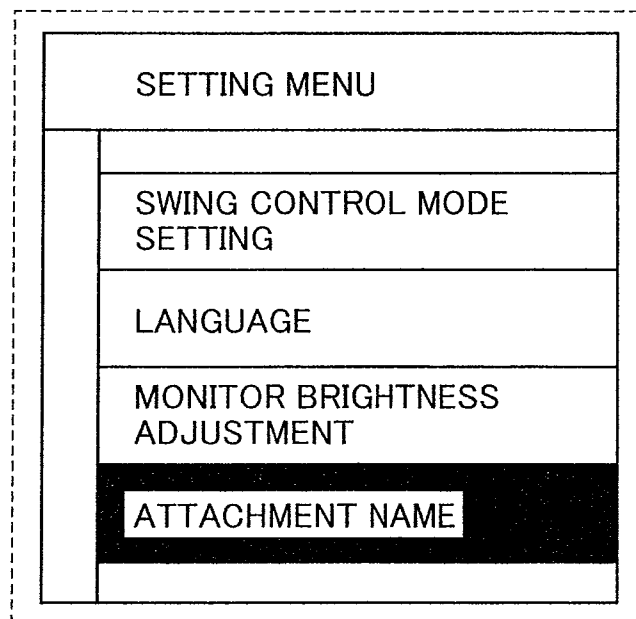 SETTING MENU
SWING CONTROL MODE
SETTING
LANGUAGE
MONITOR BRIGHTNESS
ADJUSTMENT
ATTACHMENT NAME